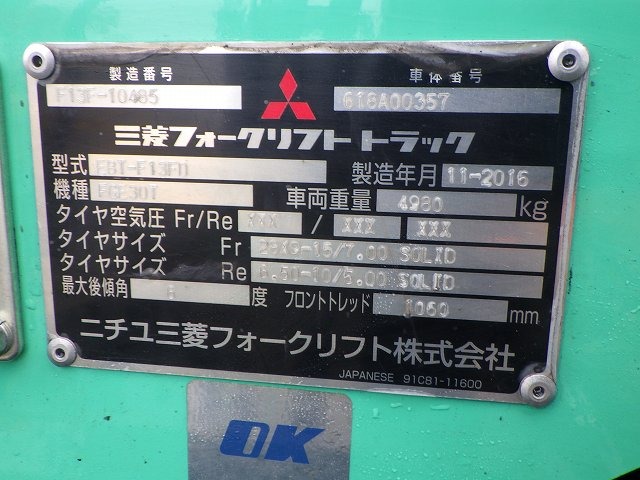 製造番号 車体番号
F13F-10485 618A00357
三菱フォークリフトトラック
型式 製造年月 11-2016
機種 FGE30T 車両重量 4980 kg
タイヤ空気圧 Fr/Re XXX / XXX XXX
タイヤサイズ Fr 28X9-15/7.00 SOLID
タイヤサイズ Re 6.50-10/5.00 SOLID
最大後傾角 度 フロントトレッド 1060 mm
ニチユ三菱フォークリフト株式会社
JAPANESE 91C81-11600
OK